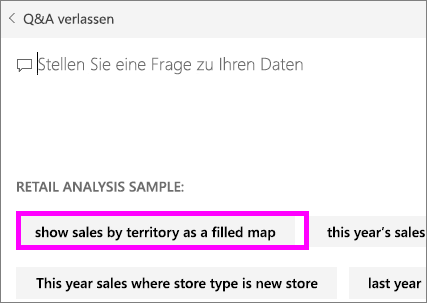 Q&A verlassen
Stellen Sie eine Frage zu Ihren Daten
RETAIL ANALYSIS SAMPLE:
show sales by territory as a filled map
this year's sales
This year sales where store type is new store
last year